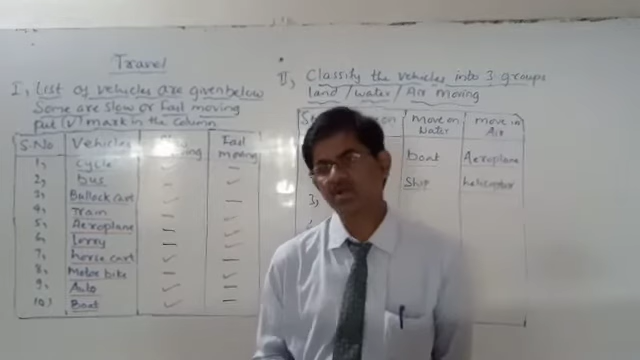 Travel
I, List of vehicles are given below
Some are slow or Fast moving
put (✓) mark in the column
S.No Vehicles Slow moving Fast moving
1, Cycle ✓ —
2, bus — ✓
3, Bullock cart ✓ —
4, Train — ✓
5, Aeroplane — ✓
6, lorry — ✓
7, horse cart ✓ —
8, Motor bike — ✓
9, Auto ✓ —
10) Boat ✓ —
II, Classify the vehicles into 3 groups
land / water / Air moving
move on Water move in Air
boat Aeroplane
Ship helicopter
3,